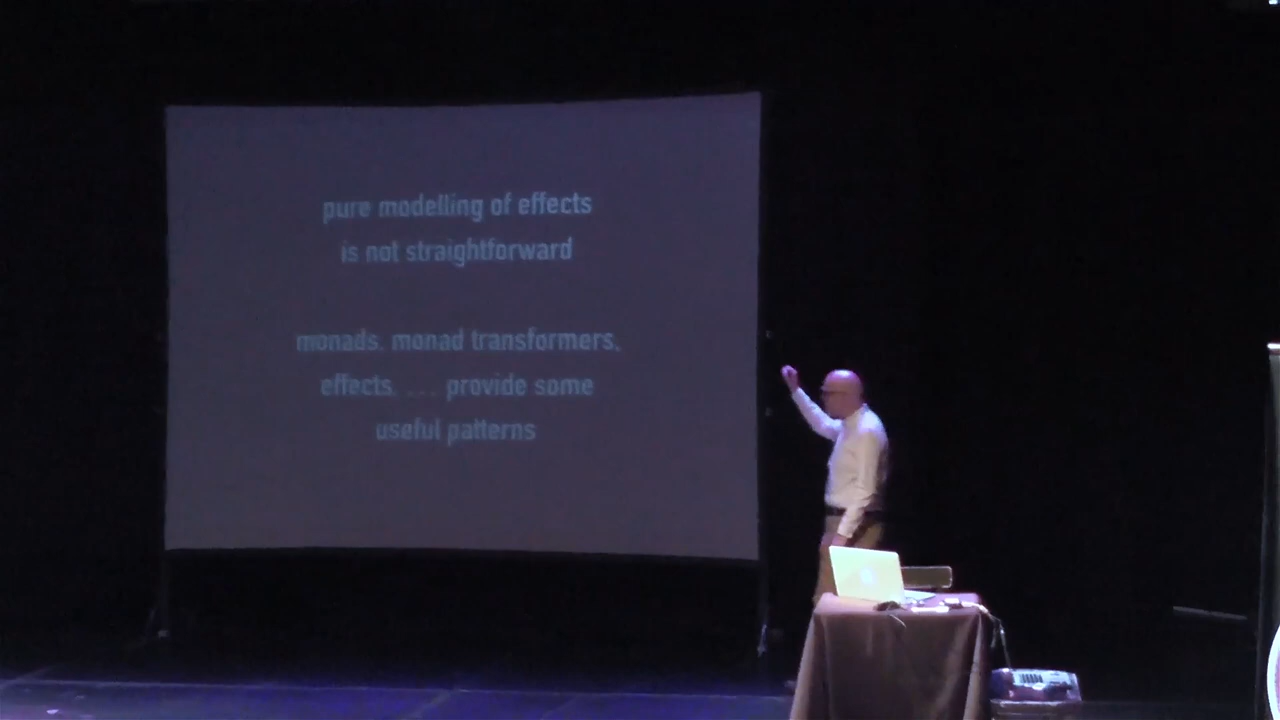 pure modelling of effects
is not straightforward
monads, monad transformers,
effects, ... provide some
useful patterns